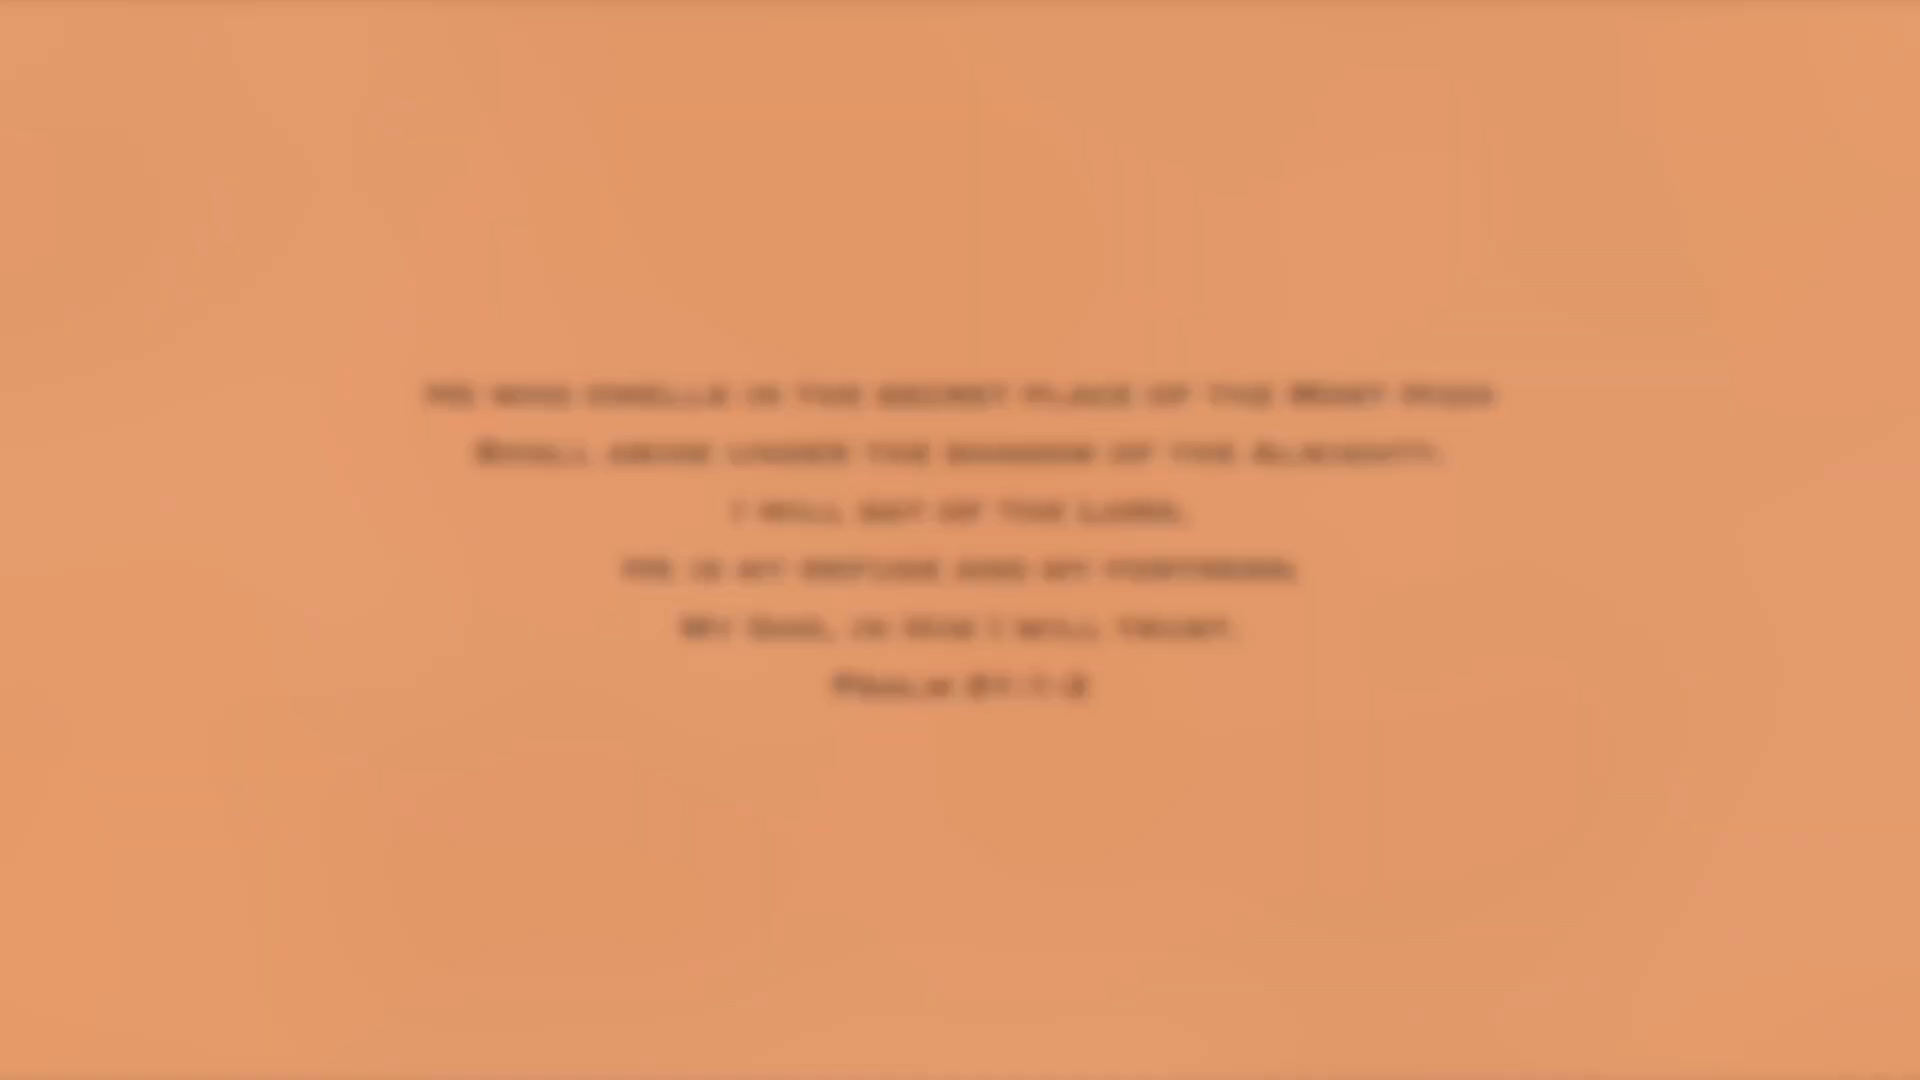 He who dwells in the secret place of the Most High
Shall abide under the shadow of the Almighty.
I will say of the Lord,
He is my refuge and my fortress;
My God, in Him I will trust.
Psalm 91:1-2